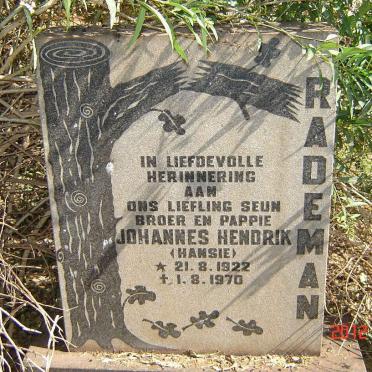 IN LIEFDEVOLLE
HERINNERING
AAN
ONS LIEFLING SEUN
BROER EN PAPPIE
JOHANNES HENDRIK
(HANSIE)
* 21.8.1922
✝ 1.8.1970
RADEMAN
2012